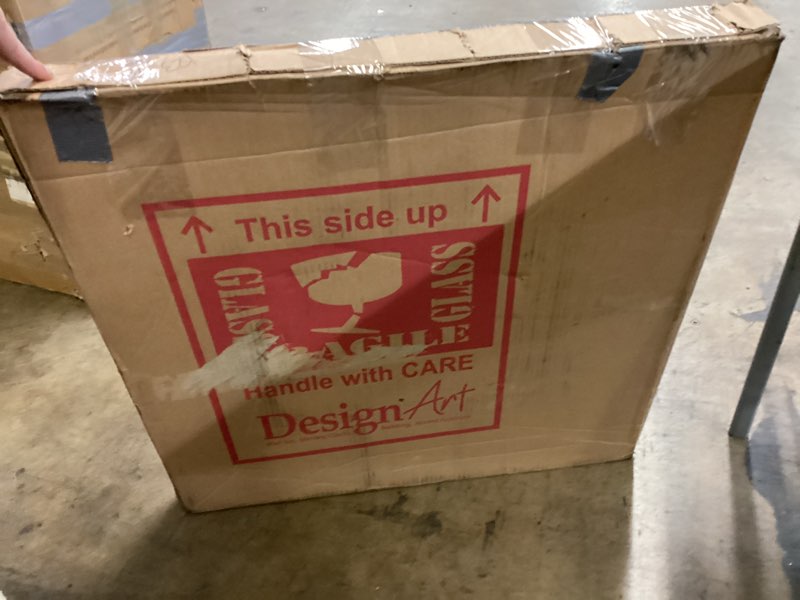 This side up
GLASS
GLASS
FRAGILE
Handle with CARE
DesignArt